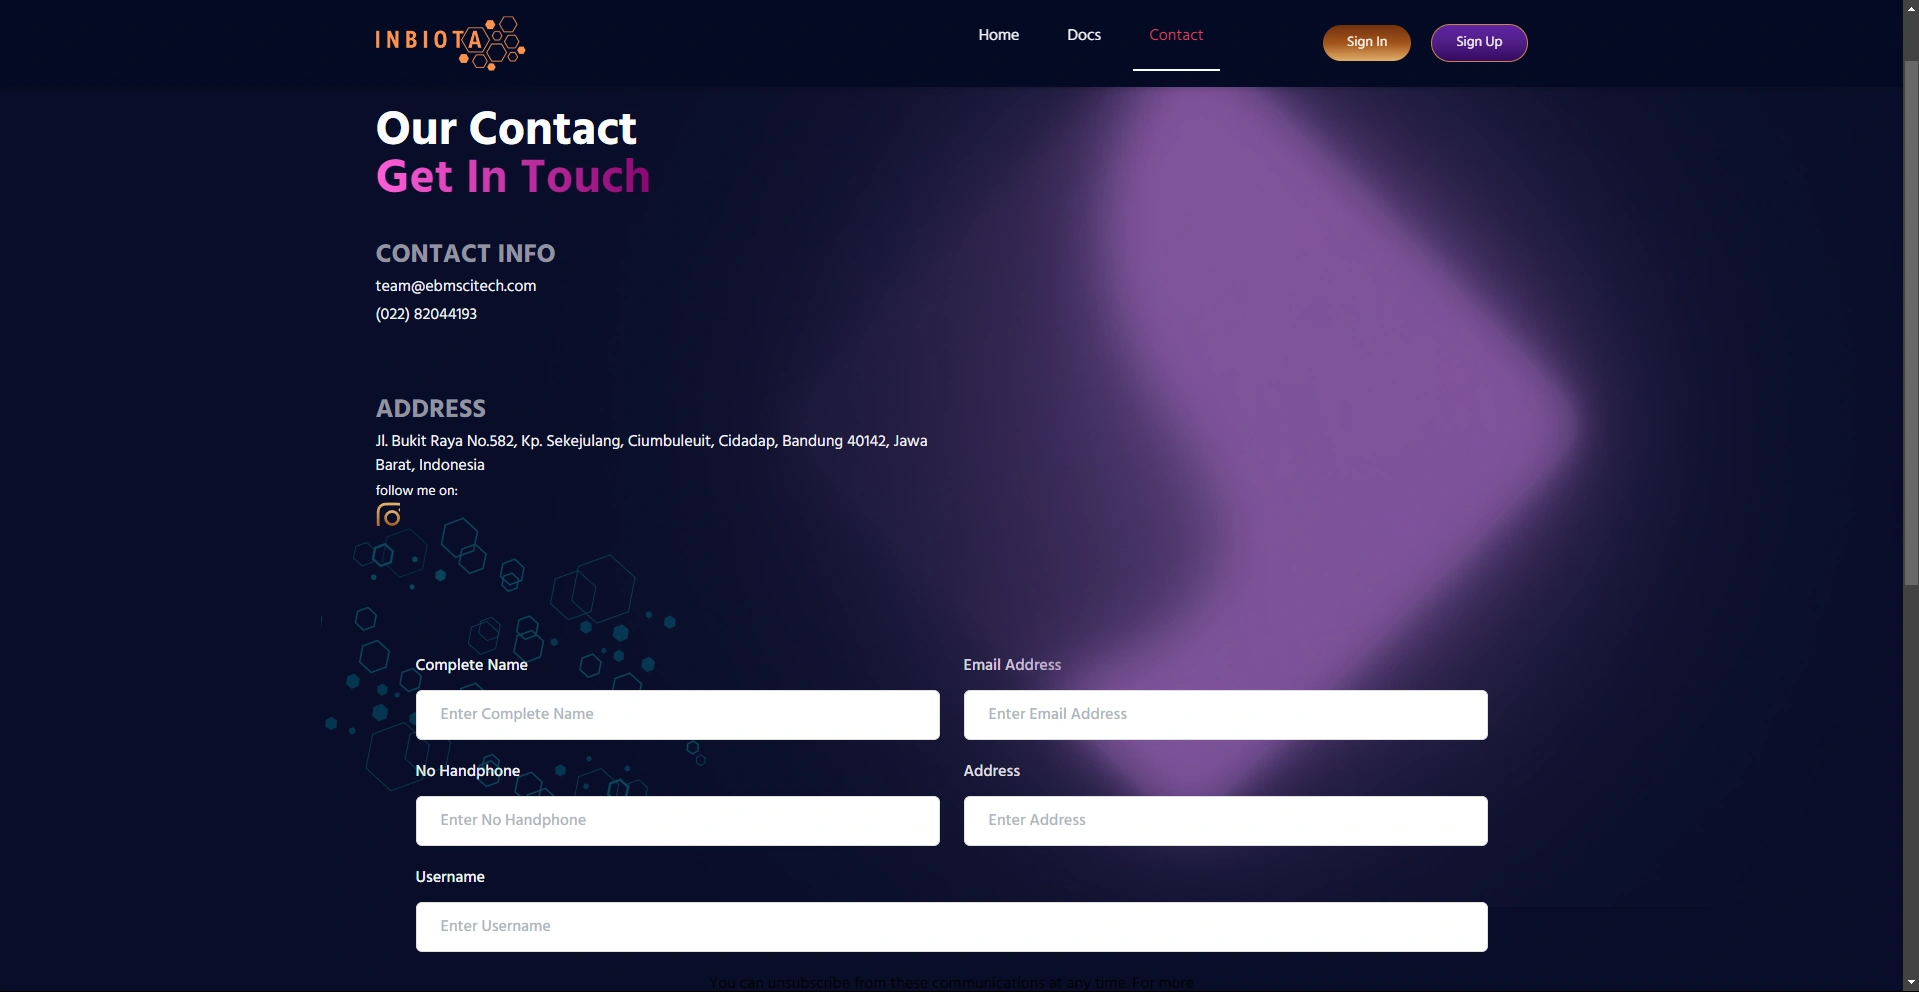 INBIOTA
Home
Docs
Contact
Sign In
Sign Up
Our Contact
Get In Touch
CONTACT INFO
team@ebmscitech.com
(022) 82044193
ADDRESS
Jl. Bukit Raya No.582, Kp. Sekejulang, Ciumbuleuit, Cidadap, Bandung 40142, Jawa
Barat, Indonesia
follow me on:
Complete Name
Email Address
Enter Complete Name
Enter Email Address
No Handphone
Address
Enter No Handphone
Enter Address
Username
Enter Username
You can unsubscribe from these communications at any time. For more